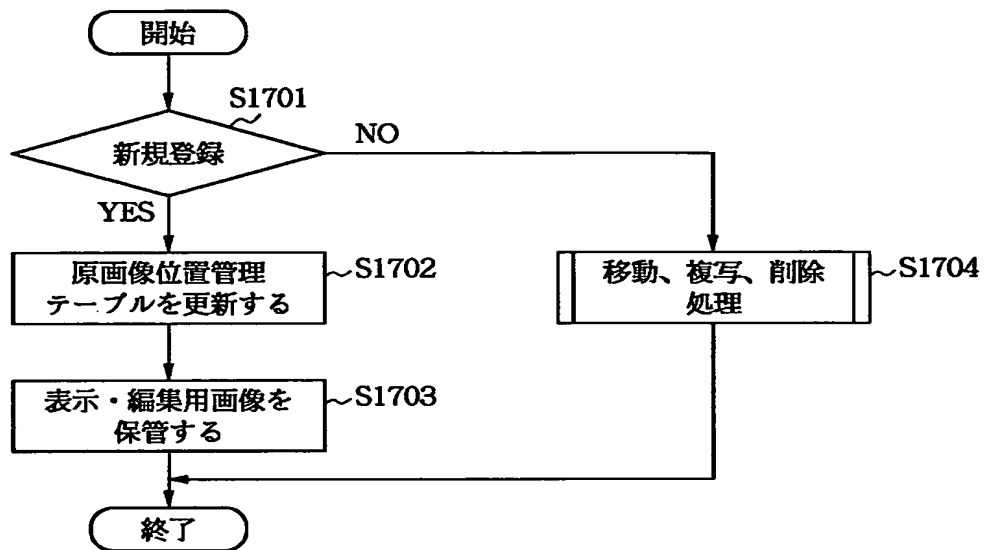 開始
S1701
新規登録
NO
YES
原画像位置管理
テーブルを更新する
S1702
移動、複写、削除
処理
S1704
表示・編集用画像を
保管する
S1703
終了